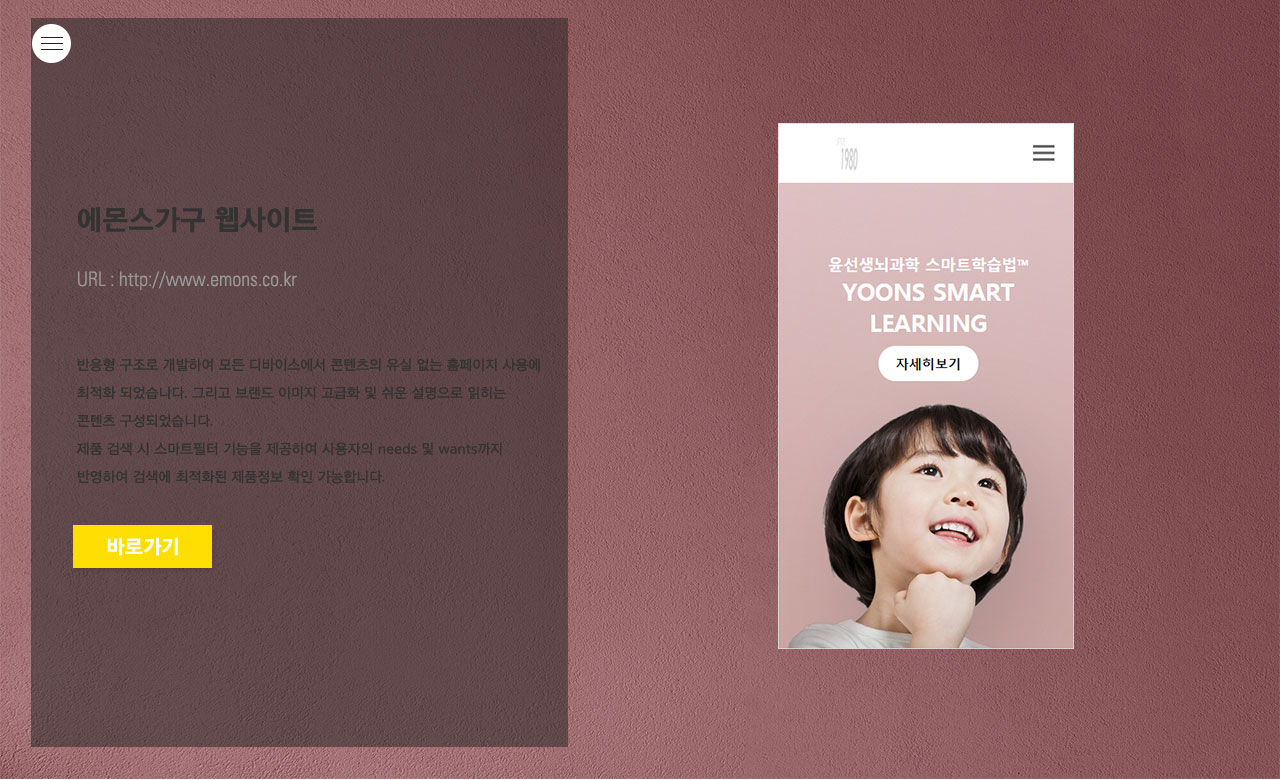 에몬스가구 웹사이트
URL : http://www.emons.co.kr
반응형 구조로 개발하여 모든 디바이스에서 콘텐츠의 유실 없는 홈페이지 사용에
최적화 되었습니다. 그리고 브랜드 이미지 고급화 및 쉬운 설명으로 읽히는
콘텐츠 구성되었습니다.
제품 검색 시 스마트필터 기능을 제공하여 사용자의 needs 및 wants까지
반영하여 검색에 최적화된 제품정보 확인 가능합니다.
바로가기
1980
윤선생뇌과학 스마트학습법™
YOONS SMART
LEARNING
자세히보기